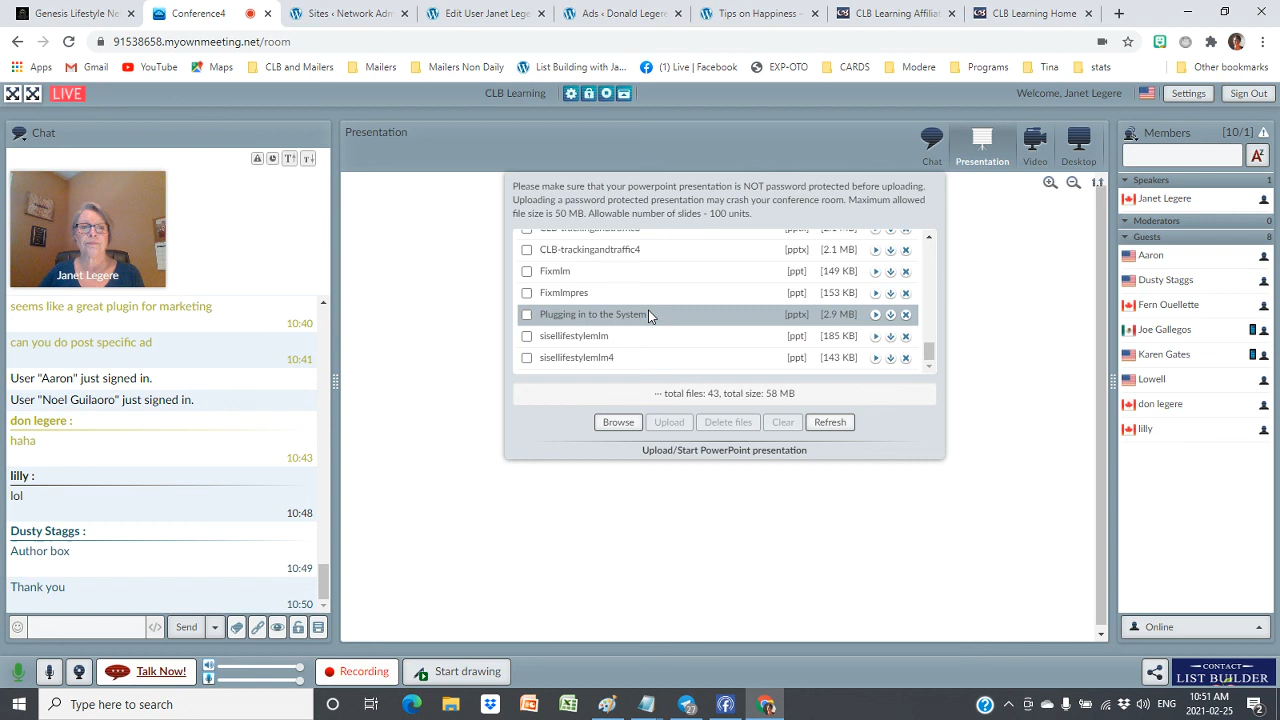 Genesis Lifestyle Network
Conference4
Sites ‹ Network Adm
Edit User Janet Lege
Ads ‹ Donald Legere
Tips on Happiness –
CLB Learning Affiliat
CLB Learning Home
91538658.myownmeeting.net/room
Apps
Gmail
YouTube
Maps
CLB and Mailers
Mailers
Mailers Non Daily
List Building with Ja...
(1) Live | Facebook
EXP-OTO
CARDS
Modere
Programs
Tina
stats
Other bookmarks
LIVE
CLB Learning
Welcome, Janet Legere
Settings
Sign Out
Chat
Janet Legere
seems like a great plugin for marketing
10:40
can you do post specific ad
10:41
User "Aaron" just signed in.
User "Noel Guilaoro" just signed in.
don legere :
haha
10:43
lilly :
lol
10:48
Dusty Staggs :
Author box
10:49
Thank you
10:50
Send
Presentation
Chat
Presentation
Video
Desktop
1:1
Please make sure that your powerpoint presentation is NOT password protected before uploading.
Uploading a password protected presentation may crash your conference room. Maximum allowed
file size is 50 MB. Allowable number of slides - 100 units.
CLB-trackingandtraffic4 [pptx] [2.1 MB]
Fixmlm [ppt] [149 KB]
Fixmlmpres [ppt] [153 KB]
Plugging in to the System [pptx] [2.9 MB]
sisellifestylemlm [ppt] [185 KB]
sisellifestylemlm4 [ppt] [143 KB]
··· total files: 43, total size: 58 MB
Browse
Upload
Delete files
Clear
Refresh
Upload/Start PowerPoint presentation
Members [10/1]
Speakers 1
Janet Legere
Moderators 0
Guests 8
Aaron
Dusty Staggs
Fern Ouellette
Joe Gallegos
Karen Gates
Lowell
don legere
lilly
Online
Talk Now!
Recording
Start drawing
CONTACT
LIST BUILDER
Type here to search
27
ENG
10:51 AM
2021-02-25